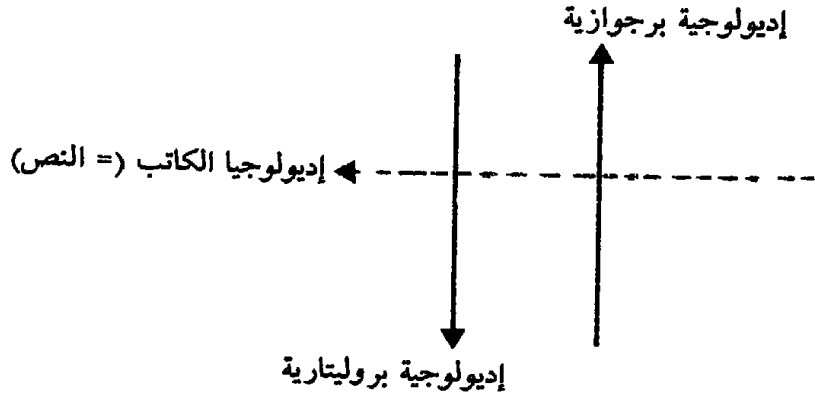 إديولوجية برجوازية
إديولوجيا الكاتب (= النص)
إديولوجية بروليتارية